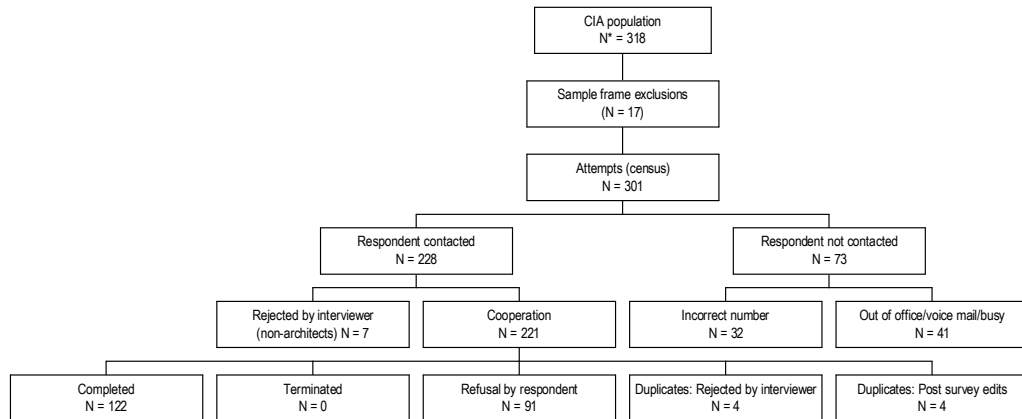 CIA population
N* = 318
Sample frame exclusions
(N = 17)
Attempts (census)
N = 301
Respondent contacted
N = 228
Respondent not contacted
N = 73
Rejected by interviewer
(non-architects) N = 7
Cooperation
N = 221
Incorrect number
N = 32
Out of office/voice mail/busy
N = 41
Completed
N = 122
Terminated
N = 0
Refusal by respondent
N = 91
Duplicates: Rejected by interviewer
N = 4
Duplicates: Post survey edits
N = 4